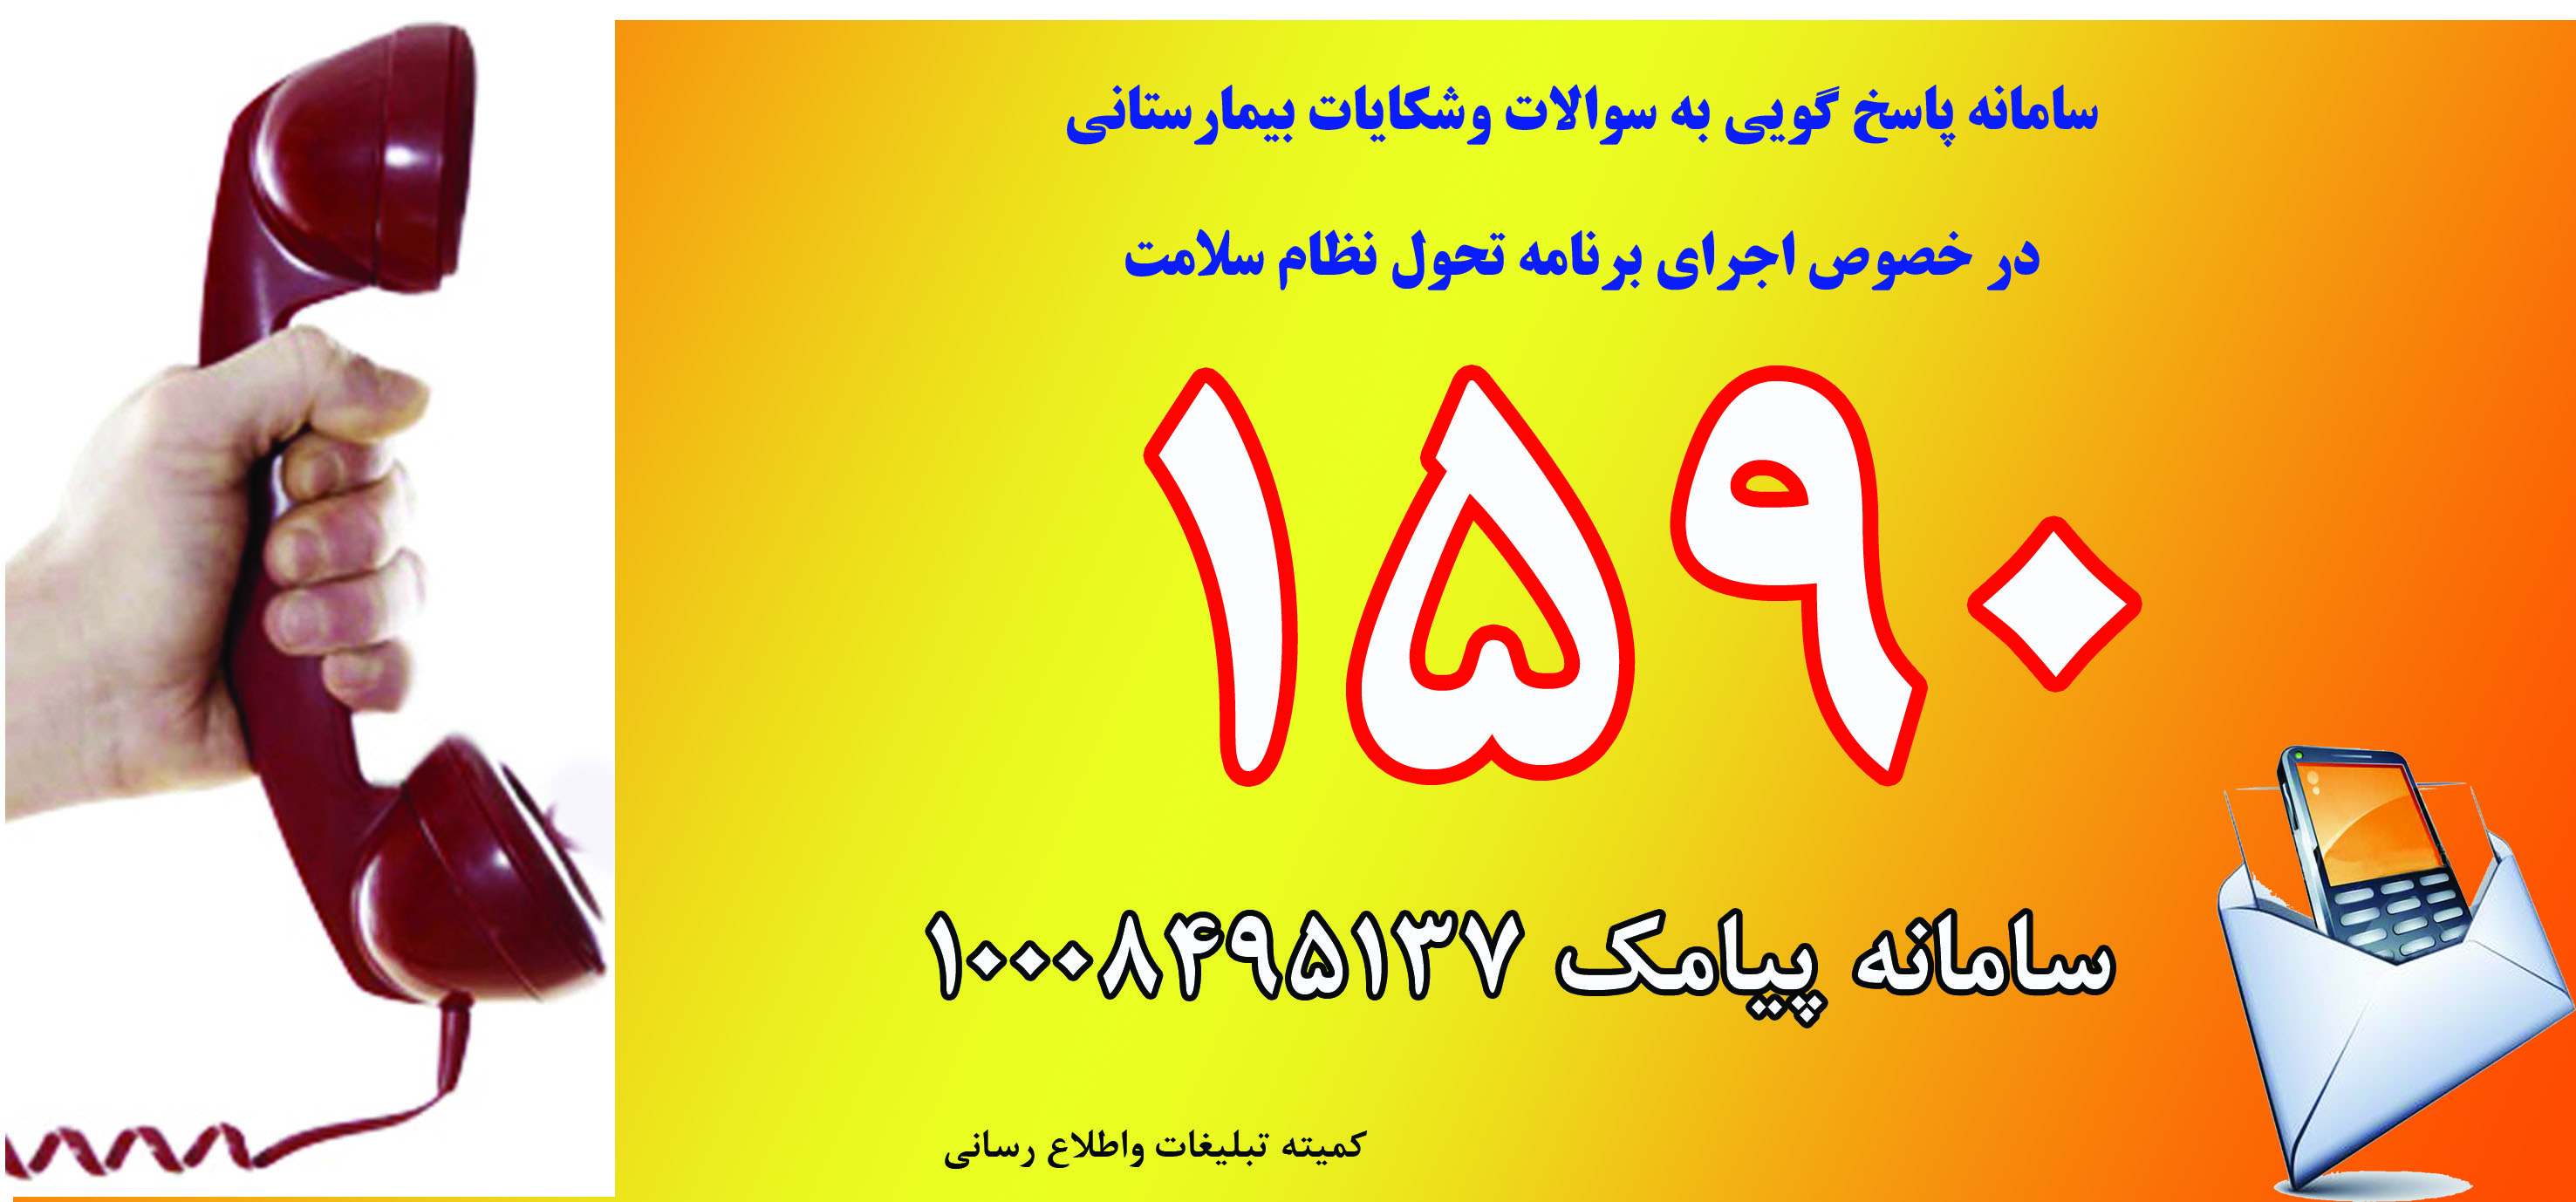 سامانه پاسخ گویی به سوالات وشکایات بیمارستانی
در خصوص اجرای برنامه تحول نظام سلامت
۱۵۹۰
سامانه پیامک ۱۰۰۰۸۴۹۵۱۳۷
کمیته تبلیغات واطلاع رسانی